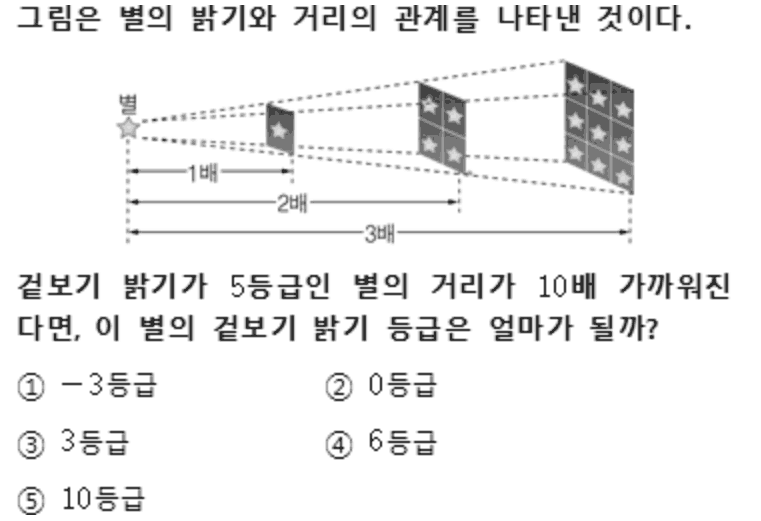 그림은 별의 밝기와 거리의 관계를 나타낸 것이다.
별
1배
2배
3배
겉보기 밝기가 5등급인 별의 거리가 10배 가까워진
다면, 이 별의 겉보기 밝기 등급은 얼마가 될까?
① -3등급 ② 0등급
③ 3등급 ④ 6등급
⑤ 10등급